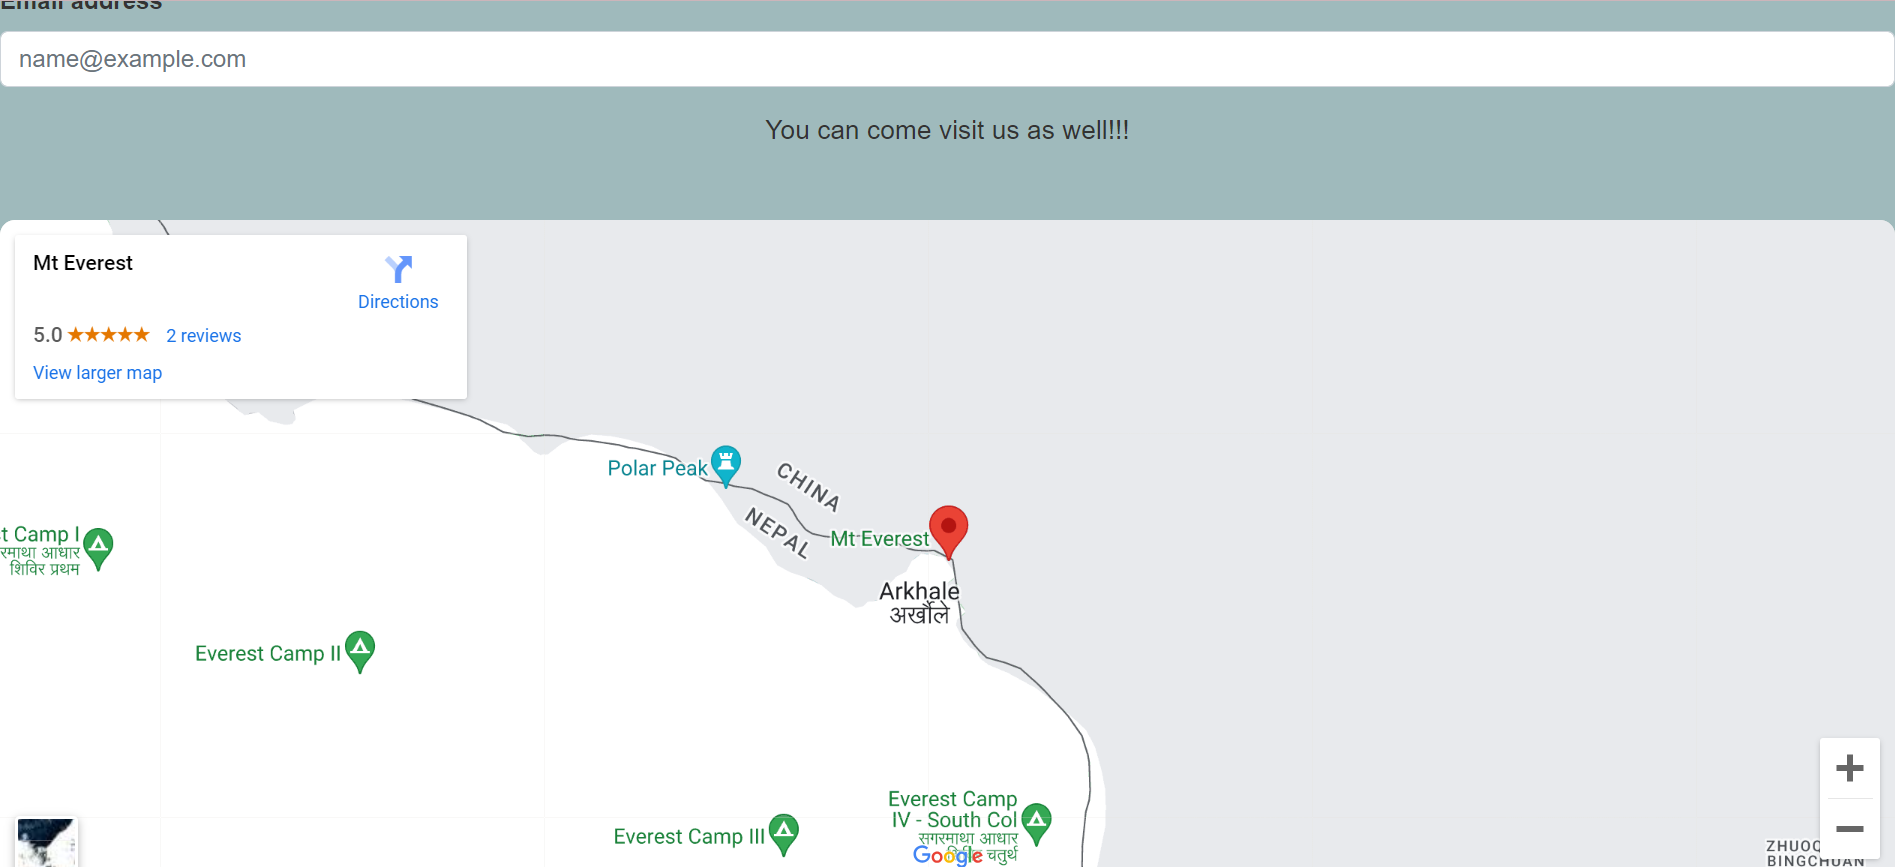 Email address
name@example.com
You can come visit us as well!!!
Mt Everest
Directions
5.0 ★★★★★ 2 reviews
View larger map
Polar Peak
CHINA
NEPAL
Mt Everest
Arkhale
अर्खौले
t Camp I
रमाथा आधार
शिविर प्रथम
Everest Camp II
Everest Camp III
Everest Camp
IV - South Col
सगरमाथा आधार
चतुर्थ
Google
ZHUOQ
BINGCHUAN